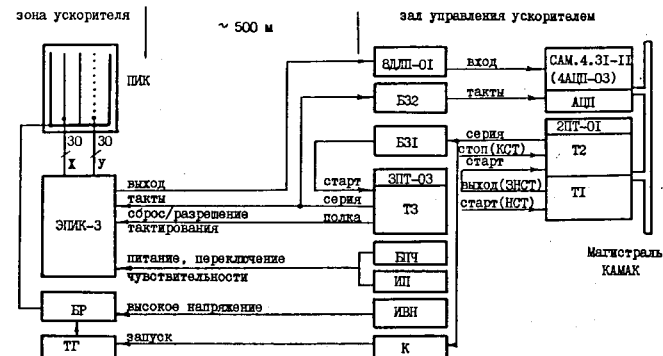 зона ускорителя
~ 500 м
зал управления ускорителем
ПИК
8ДЛП-01
вход
САМ.4.31-II
(4АЦП-03)
БЗ2
такты
АЦП
30 30
X У
БЗ1
серия
2ПТ-01
стоп(КСТ)
Т2
старт
старт
3ПТ-03
выход
выход(ЗНСТ)
Т1
такты
серия
Т3
старт(НСТ)
ЭПИК-3
сброс/разрешение
полка
тактирования
Магистраль
КАМАК
питание, переключение
БПЧ
чувствительности
ИП
БР
высокое напряжение
ИВН
ТГ
запуск
К